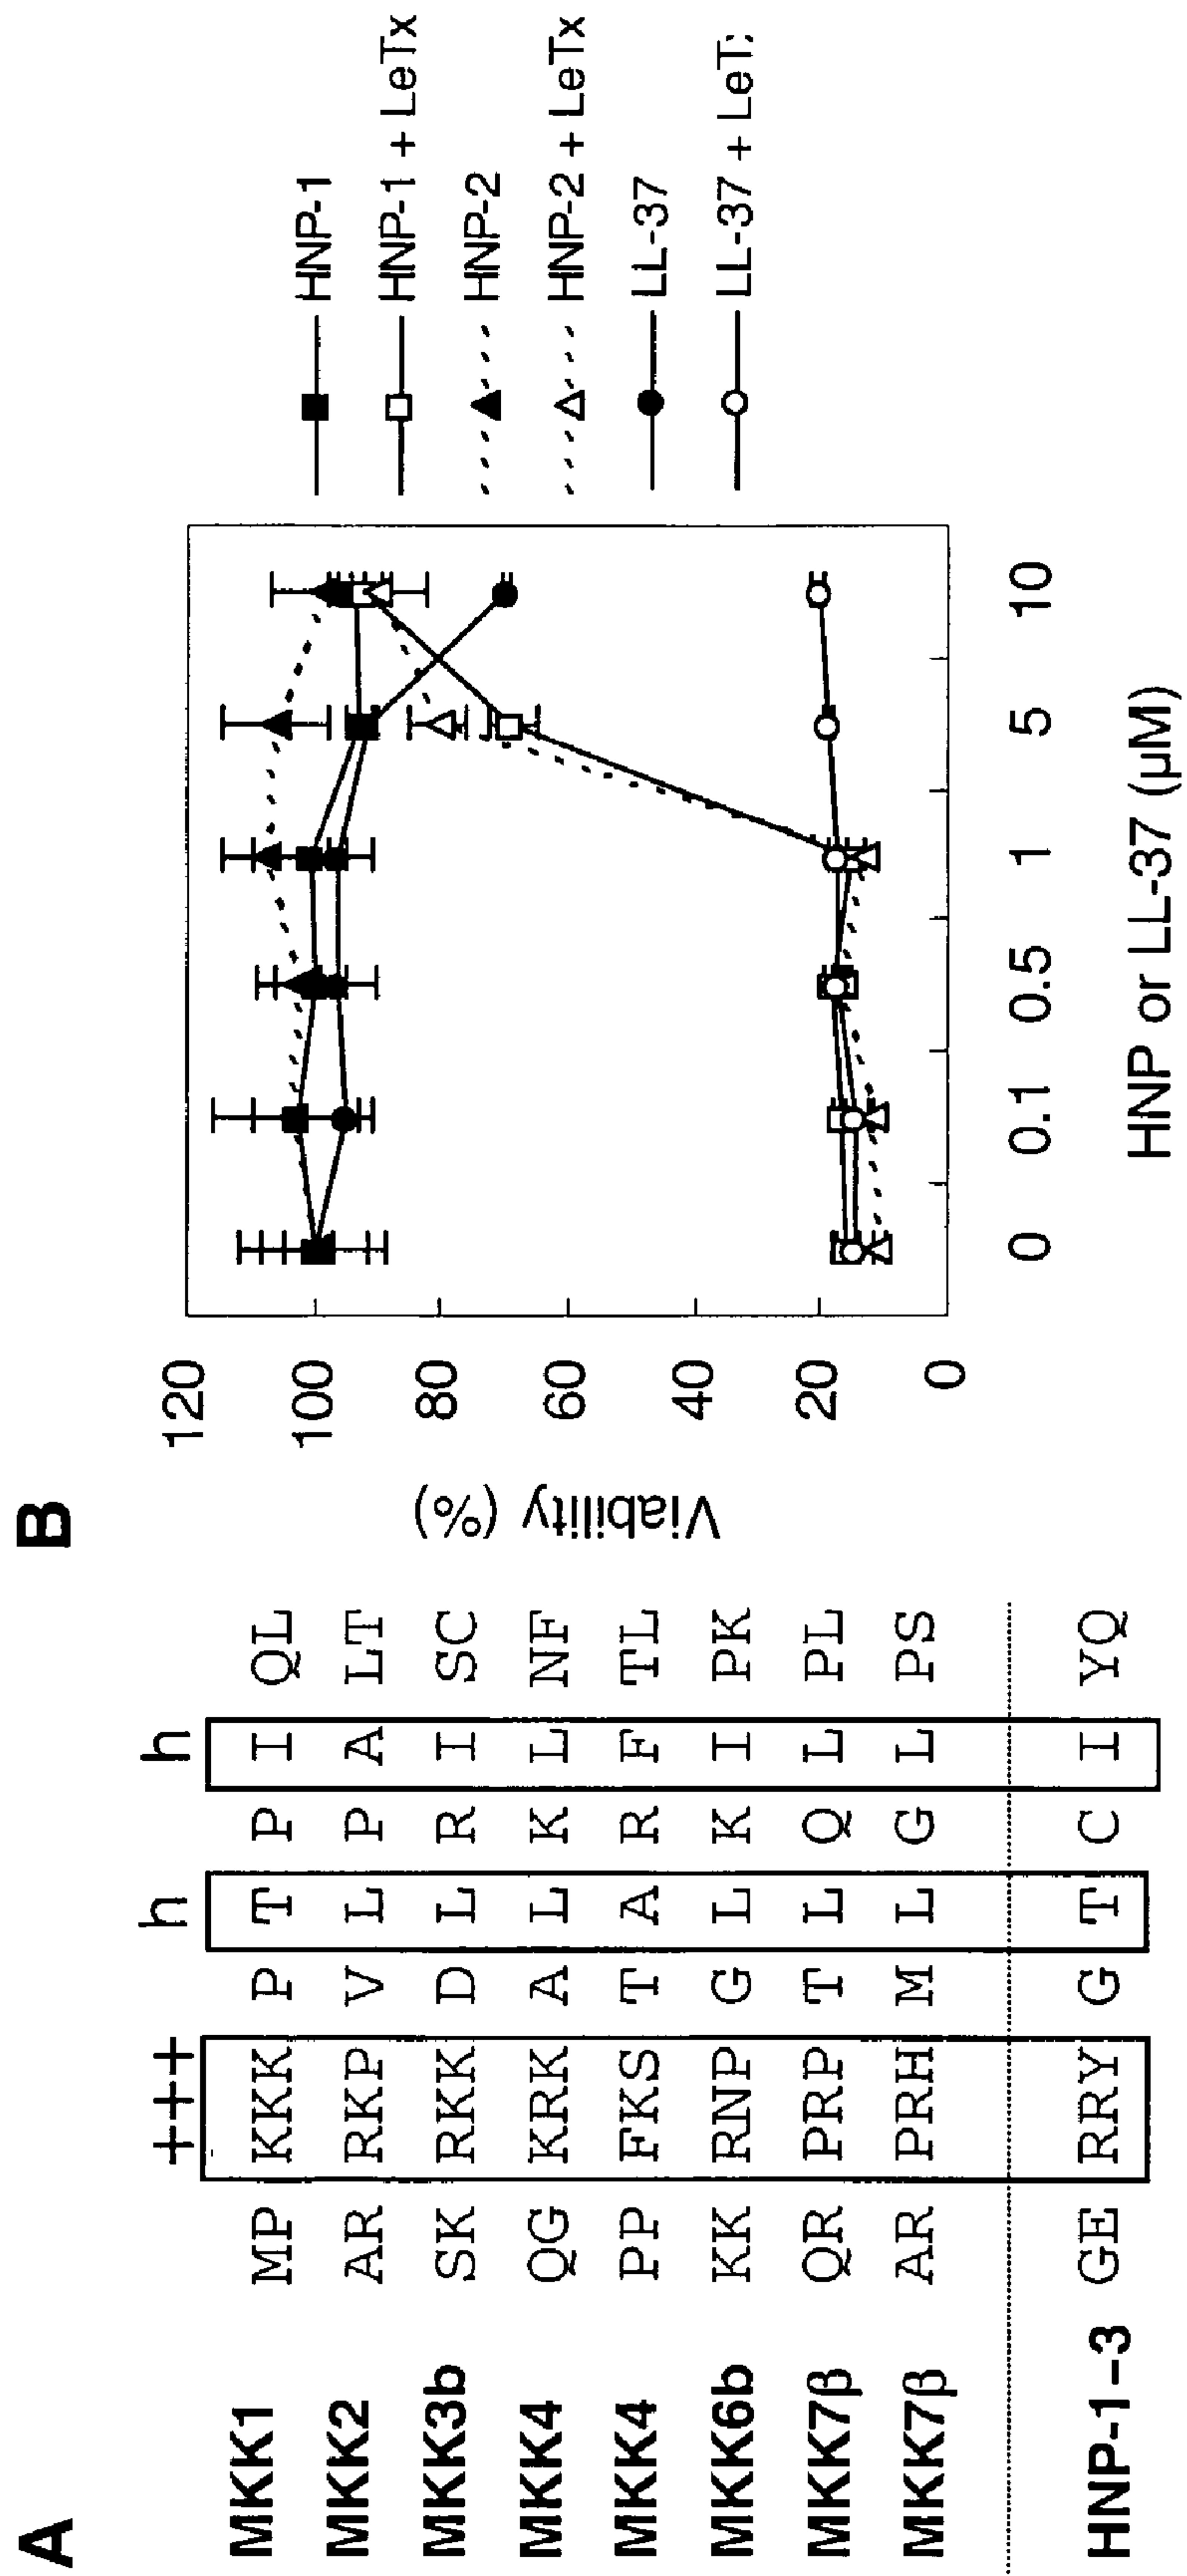 A
+++ h h
MKK1 MP KKK P T P I QL
MKK2 AR RKP V L P A LT
MKK3b SK RKK D L R I SC
MKK4 QG KRK A L K L NF
MKK4 PP FKS T A R F TL
MKK6b KK RNP G L K I PK
MKK7β QR PRP T L Q L PL
MKK7β AR PRH M L G L PS
HNP-1-3 GE RRY G T C I YQ
B
Viability (%)
120
100
80
60
40
20
0
0 0.1 0.5 1 5 10
HNP or LL-37 (µM)
HNP-1
HNP-1 + LeTx
HNP-2
HNP-2 + LeTx
LL-37
LL-37 + LeT